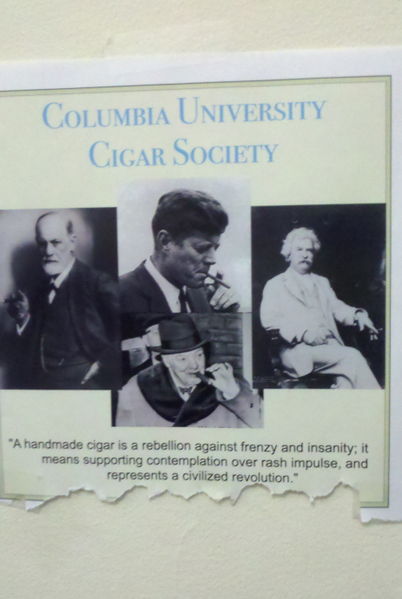 COLUMBIA UNIVERSITY
CIGAR SOCIETY
"A handmade cigar is a rebellion against frenzy and insanity; it
means supporting contemplation over rash impulse, and
represents a civilized revolution."